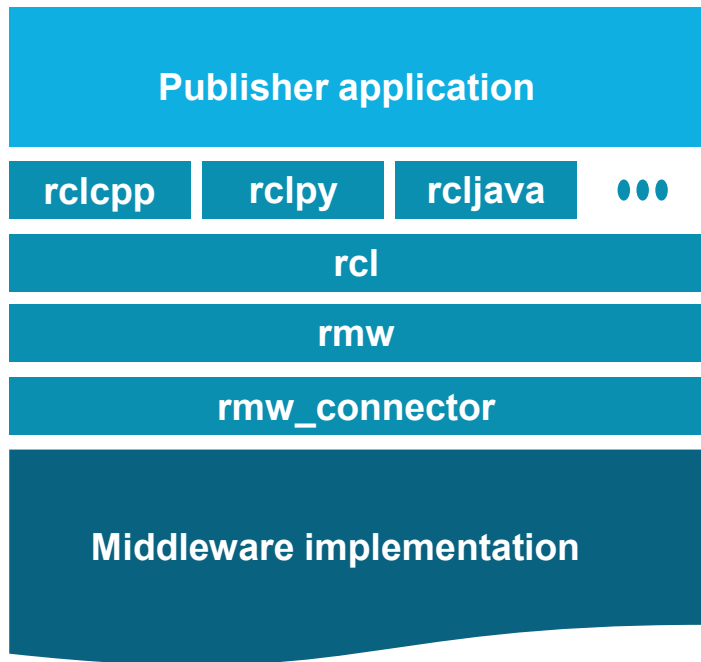 Publisher application
rclcpp rclpy rcljava
rcl
rmw
rmw_connector
Middleware implementation